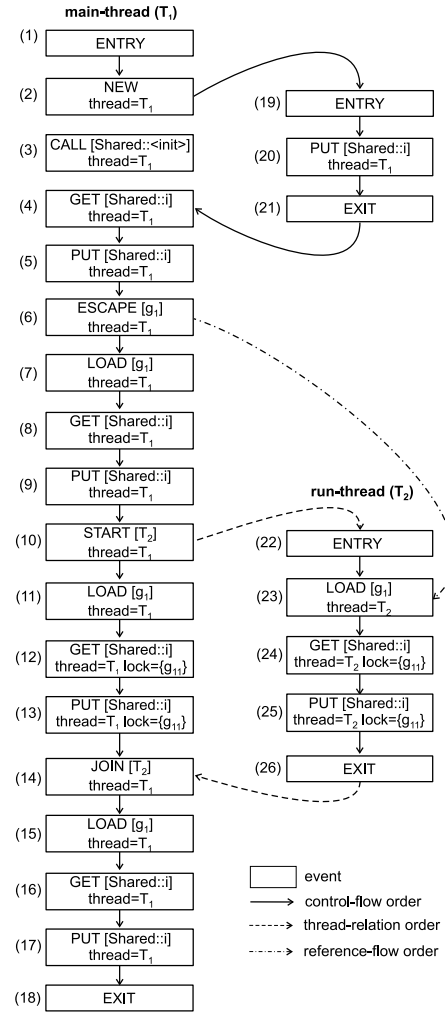 main-thread (T₁)
(1)
ENTRY
(2)
NEW
thread=T₁
(3)
CALL [Shared::<init>]
thread=T₁
(4)
GET [Shared::i]
thread=T₁
(5)
PUT [Shared::i]
thread=T₁
(6)
ESCAPE [g₁]
thread=T₁
(7)
LOAD [g₁]
thread=T₁
(8)
GET [Shared::i]
thread=T₁
(9)
PUT [Shared::i]
thread=T₁
(10)
START [T₂]
thread=T₁
(11)
LOAD [g₁]
thread=T₁
(12)
GET [Shared::i]
thread=T₁ lock={g₁₁}
(13)
PUT [Shared::i]
thread=T₁ lock={g₁₁}
(14)
JOIN [T₂]
thread=T₁
(15)
LOAD [g₁]
thread=T₁
(16)
GET [Shared::i]
thread=T₁
(17)
PUT [Shared::i]
thread=T₁
(18)
EXIT
(19)
ENTRY
(20)
PUT [Shared::i]
thread=T₁
(21)
EXIT
run-thread (T₂)
(22)
ENTRY
(23)
LOAD [g₁]
thread=T₂
(24)
GET [Shared::i]
thread=T₂ lock={g₁₁}
(25)
PUT [Shared::i]
thread=T₂ lock={g₁₁}
(26)
EXIT
event
control-flow order
thread-relation order
reference-flow order